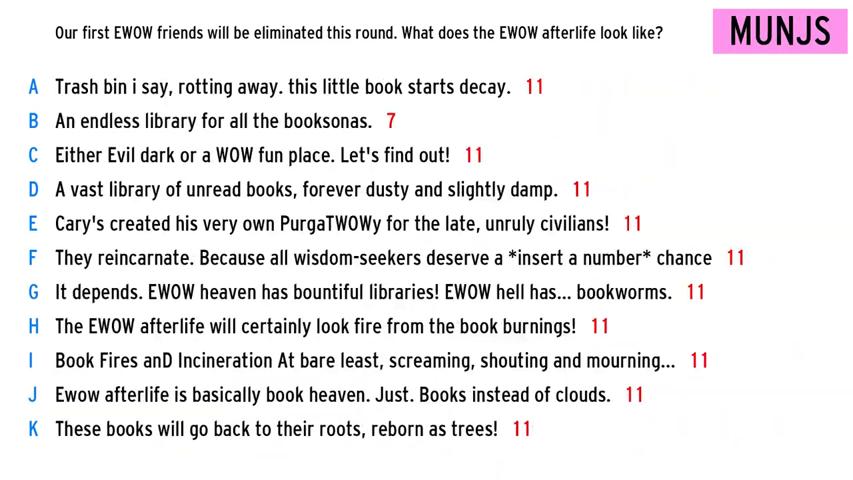 Our first EWOW friends will be eliminated this round. What does the EWOW afterlife look like?
MUNJS
A Trash bin i say, rotting away. this little book starts decay. 11
B An endless library for all the booksonas. 7
C Either Evil dark or a WOW fun place. Let's find out! 11
D A vast library of unread books, forever dusty and slightly damp. 11
E Cary's created his very own PurgaTWOWy for the late, unruly civilians! 11
F They reincarnate. Because all wisdom-seekers deserve a *insert a number* chance 11
G It depends. EWOW heaven has bountiful libraries! EWOW hell has... bookworms. 11
H The EWOW afterlife will certainly look fire from the book burnings! 11
I Book Fires anD Incineration At bare least, screaming, shouting and mourning... 11
J Ewow afterlife is basically book heaven. Just. Books instead of clouds. 11
K These books will go back to their roots, reborn as trees! 11